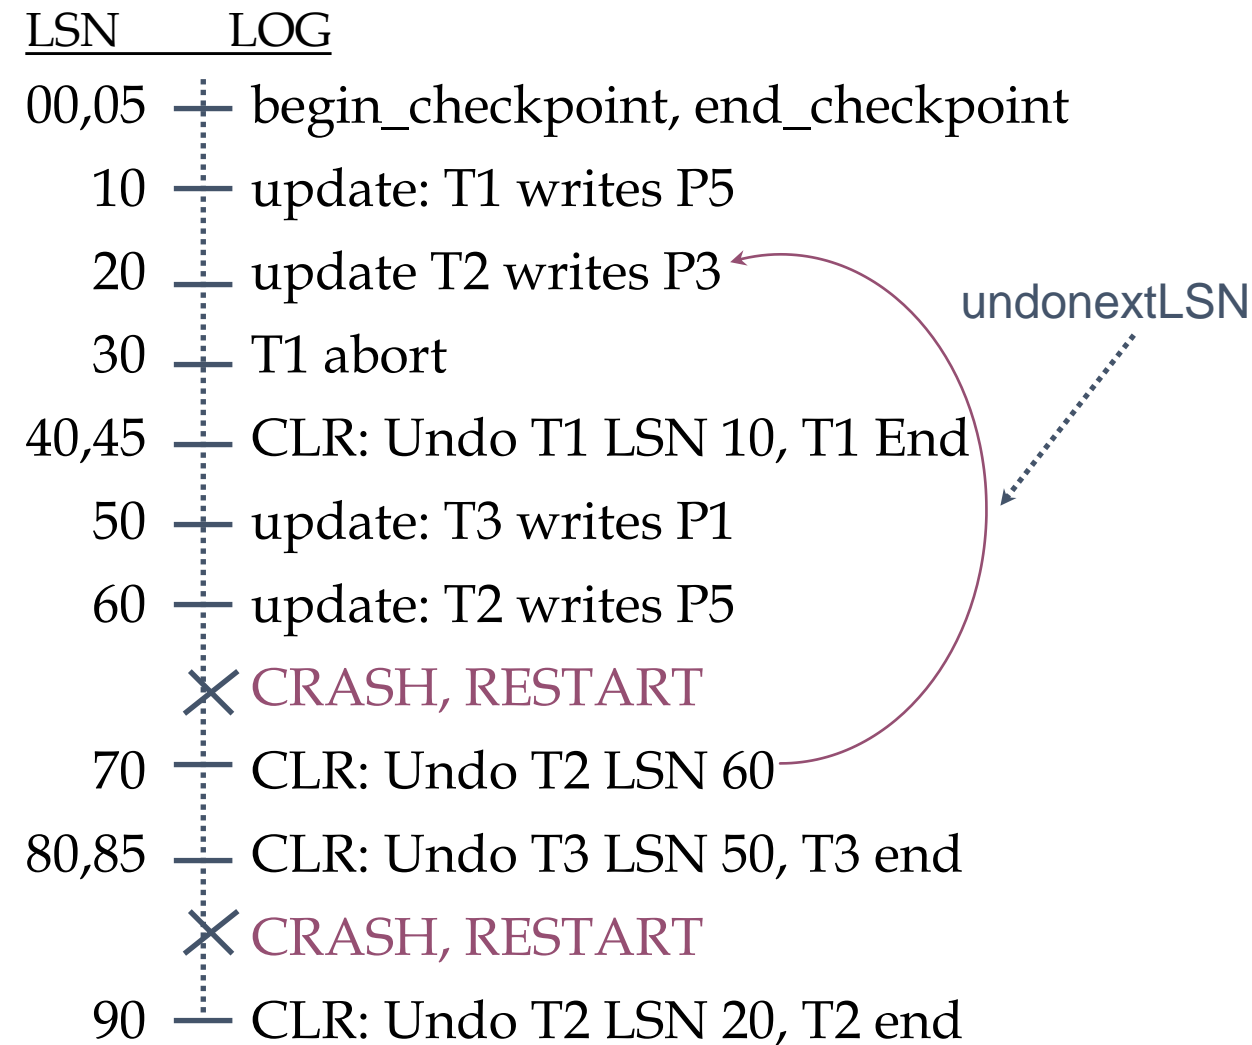 LSN LOG
00,05 begin_checkpoint, end_checkpoint
10 update: T1 writes P5
20 update T2 writes P3
undonextLSN
30 T1 abort
40,45 CLR: Undo T1 LSN 10, T1 End
50 update: T3 writes P1
60 update: T2 writes P5
CRASH, RESTART
70 CLR: Undo T2 LSN 60
80,85 CLR: Undo T3 LSN 50, T3 end
CRASH, RESTART
90 CLR: Undo T2 LSN 20, T2 end